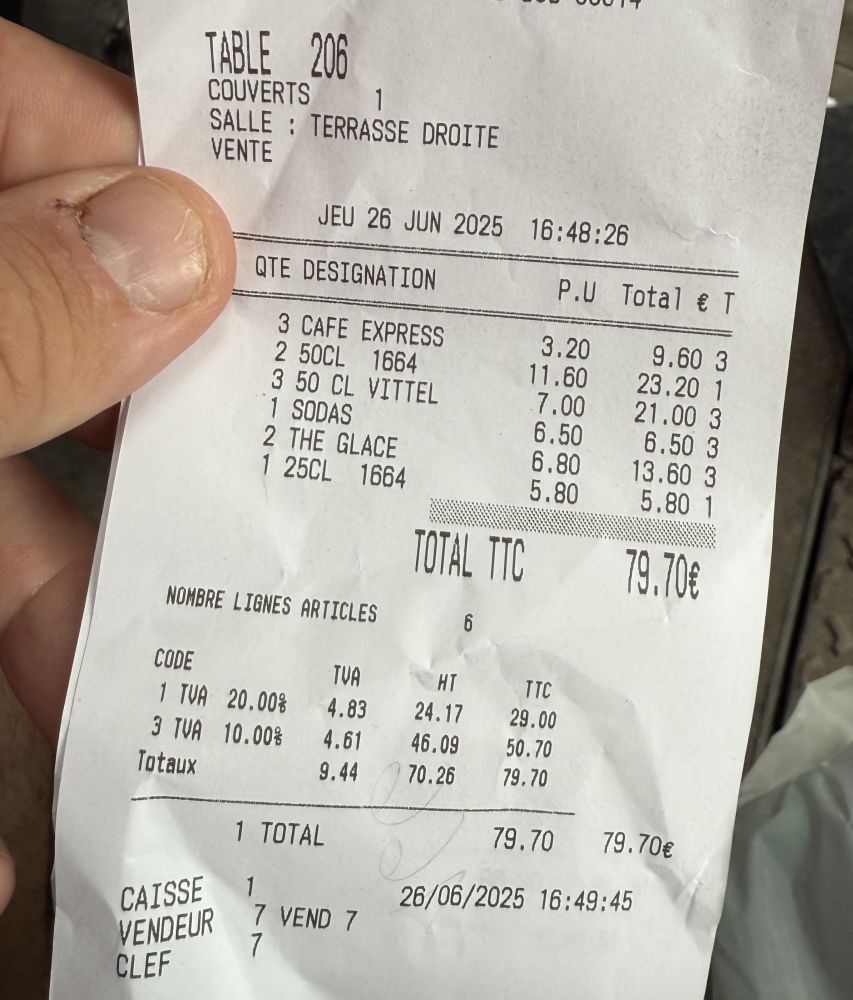 TABLE 206
COUVERTS 1
SALLE : TERRASSE DROITE
VENTE
JEU 26 JUN 2025 16:48:26
QTE DESIGNATION P.U Total € T
3 CAFE EXPRESS 3.20 9.60 3
2 50CL 1664 11.60 23.20 1
3 50 CL VITTEL 7.00 21.00 3
1 SODAS 6.50 6.50 3
2 THE GLACE 6.80 13.60 3
1 25CL 1664 5.80 5.80 1
TOTAL TTC 79.70€
NOMBRE LIGNES ARTICLES 6
CODE TVA HT TTC
1 TVA 20.00% 4.83 24.17 29.00
3 TVA 10.00% 4.61 46.09 50.70
Totaux 9.44 70.26 79.70
1 TOTAL 79.70 79.70€
CAISSE 1 26/06/2025 16:49:45
VENDEUR 7 VEND 7
CLEF 7